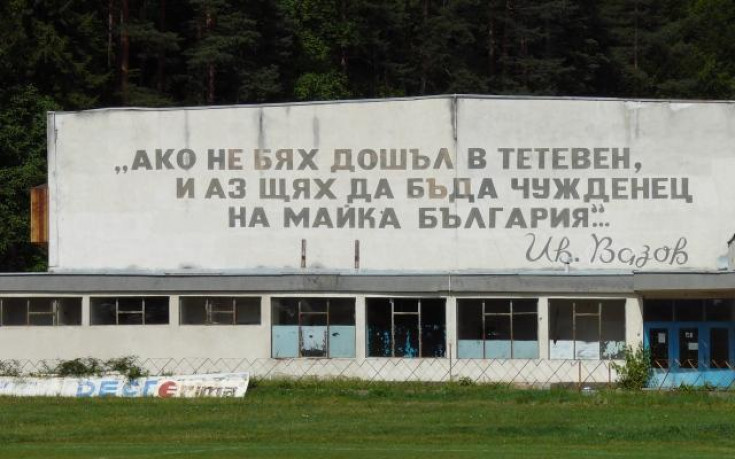 „АКО НЕ БЯХ ДОШЪЛ В ТЕТЕВЕН,
И АЗ ЩЯХ ДА БЪДА ЧУЖДЕНЕЦ
НА МАЙКА БЪЛГАРИЯ“...
Ив. Вазов